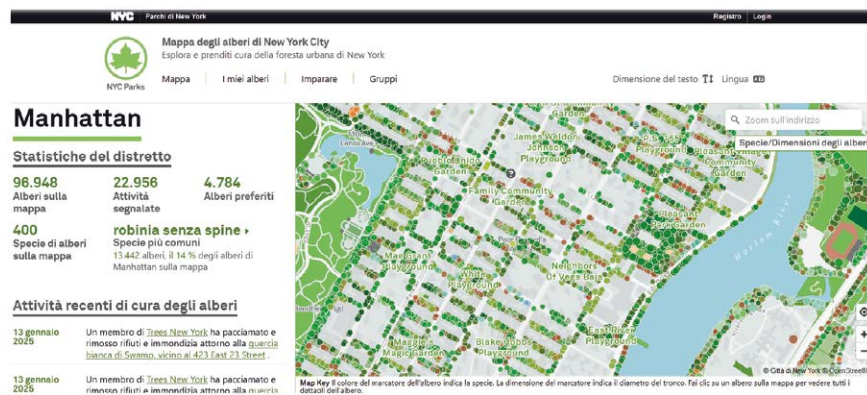 NYC Parchi di New York
Registro Login
Mappa degli alberi di New York City
Esplora e prenditi cura della foresta urbana di New York
NYC Parks
Mappa I miei alberi Imparare Gruppi
Dimensione del testo Lingua
Manhattan
Statistiche del distretto
96.948 22.956 4.784
Alberi sulla mappa
Attività segnalate
Alberi preferiti
400
Specie di alberi sulla mappa
robinia senza spine
Specie più comuni
13.442 alberi, il 14 % degli alberi di
Manhattan sulla mappa
Attività recenti di cura degli alberi
13 gennaio 2025
Un membro di Trees New York ha pacciamato e
rimosso rifiuti e immondizia attorno alla quercia
bianca di Swamp, vicino al 423 East 23 Street .
13 gennaio 2025
Un membro di Trees New York ha pacciamato e
rimosso rifiuti e immondizia attorno alla quercia
Zoom sull'indirizzo
Specie/Dimensioni degli alberi
Garden
James Weldon
Johnson
Playground
Playground
Community
Garden
Garden
Family Community
Garden
Pleasant
Park Garden
Harlem River
Playground
White
Playground
Neighbors
Of Vega Baja
Maggie's
Magic Garden
Blake Hobbs
Playground
East River
Playground
© Città di New York © OpenStreetM
Map Key Il colore del marcatore dell'albero indica la specie. La dimensione del marcatore indica il diametro del tronco. Fai clic su un albero sulla mappa per vedere tutti i
dettagli dell'albero.